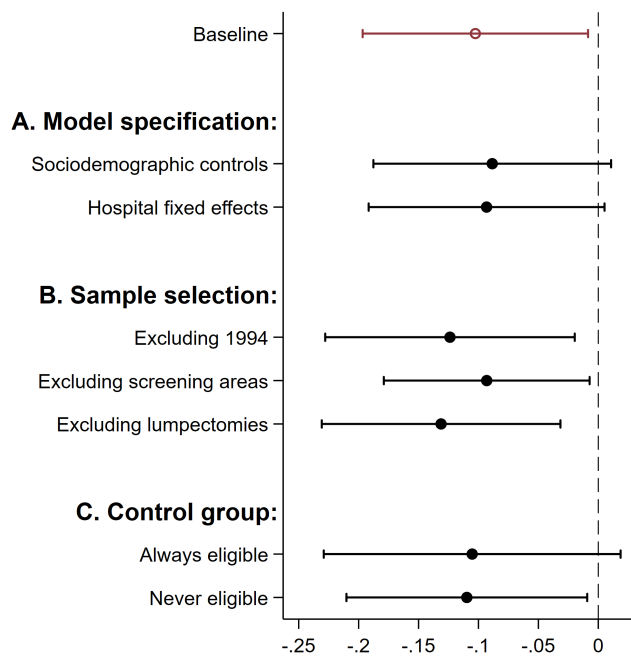 Baseline
A. Model specification:
Sociodemographic controls
Hospital fixed effects
B. Sample selection:
Excluding 1994
Excluding screening areas
Excluding lumpectomies
C. Control group:
Always eligible
Never eligible
-.25 -.2 -.15 -.1 -.05 0